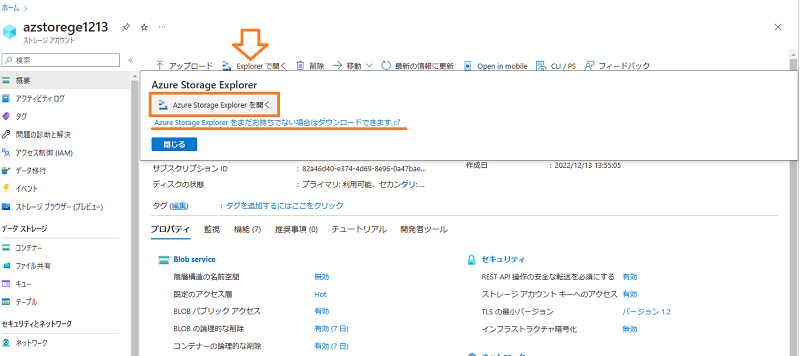 ホーム >
azstorege1213
ストレージ アカウント
検索
アップロード Explorer で開く 削除 移動 最新の情報に更新 Open in mobile CLI / PS フィードバック
概要
アクティビティ ログ
タグ
問題の診断と解決
アクセス制御 (IAM)
データ移行
イベント
ストレージ ブラウザー (プレビュー)
データ ストレージ
コンテナー
ファイル共有
キュー
テーブル
セキュリティとネットワーク
ネットワーク
Azure Storage Explorer
Azure Storage Explorer を開く
Azure Storage Explorer をまだお持ちでない場合はダウンロードできます
閉じる
サブスクリプション ID : 82a46d40-e374-4d69-8e96-0a47bae...
作成日 : 2022/12/13 13:55:05
ディスクの状態 : プライマリ: 利用可能、セカンダリ: ...
タグ (編集) : タグを追加するにはここをクリック
プロパティ 監視 機能 (7) 推奨事項 (0) チュートリアル 開発者ツール
Blob service
階層構造の名前空間 無効
既定のアクセス層 Hot
BLOB パブリック アクセス 有効
BLOB の論理的な削除 有効 (7 日)
コンテナーの論理的な削除 有効 (7 日)
セキュリティ
REST API 操作の安全な転送を必須にする 有効
ストレージ アカウント キーへのアクセス 有効
TLS の最小バージョン バージョン 1.2
インフラストラクチャ暗号化 無効